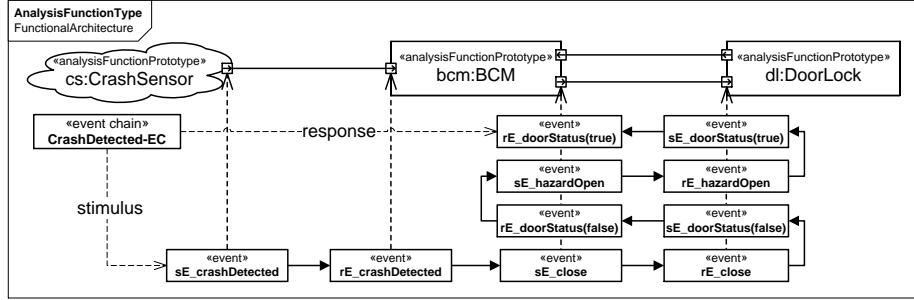 AnalysisFunctionType
FunctionalArchitecture
«analysisFunctionPrototype»
cs:CrashSensor
«analysisFunctionPrototype»
bcm:BCM
«analysisFunctionPrototype»
dl:DoorLock
«event chain»
CrashDetected-EC
response
«event»
rE_doorStatus(true)
«event»
sE_doorStatus(true)
«event»
sE_hazardOpen
«event»
rE_hazardOpen
stimulus
«event»
rE_doorStatus(false)
«event»
sE_doorStatus(false)
«event»
sE_crashDetected
«event»
rE_crashDetected
«event»
sE_close
«event»
rE_close